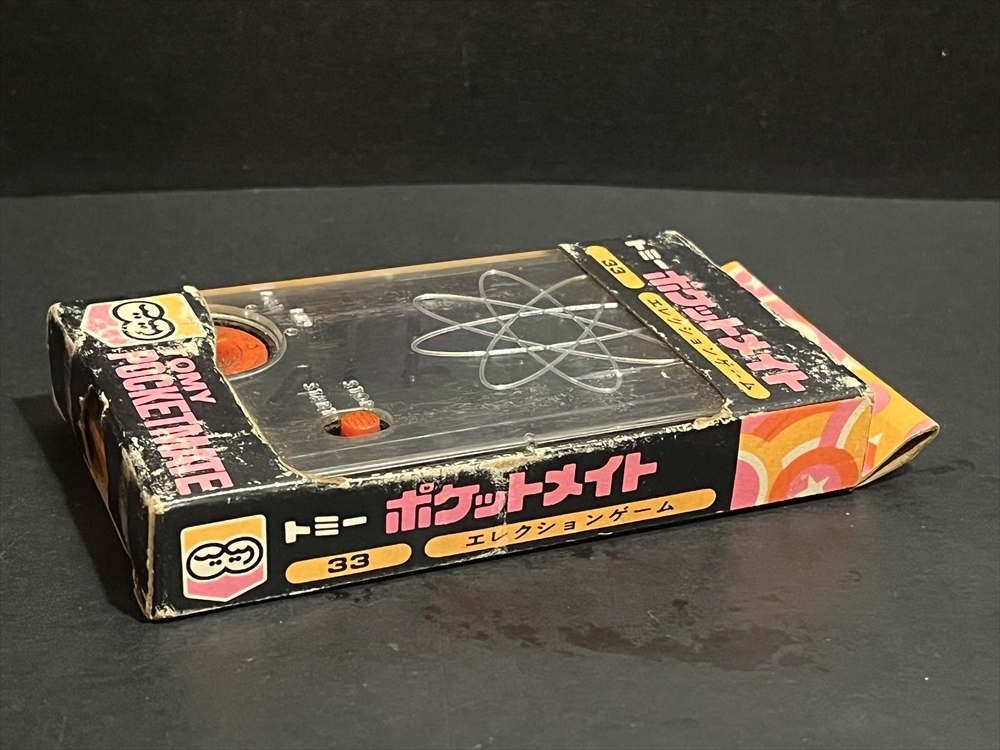 TOMY
POCKETMATE
トミー
ポケットメイト
33
エレクションゲーム
トミー
ポケットメイト
33
エレクションゲーム